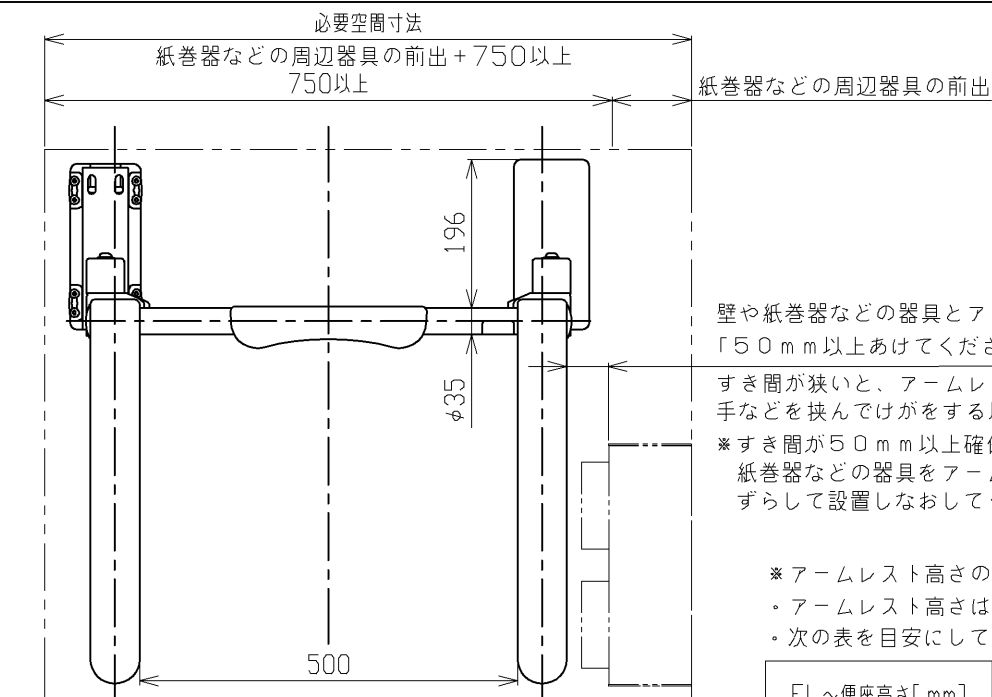 必要空間寸法
紙巻器などの周辺器具の前出+750以上
750以上
紙巻器などの周辺器具の前出
196
壁や紙巻器などの器具とア
「50mm以上あけてくださ
φ35
すき間が狭いと、アームレ
手などを挟んでけがをする
※すき間が50mm以上確
紙巻器などの器具をアー
ずらして設置しなおして
※アームレスト高さの
・アームレスト高さは
・次の表を目安にして
500
FL~便座高さ[mm]